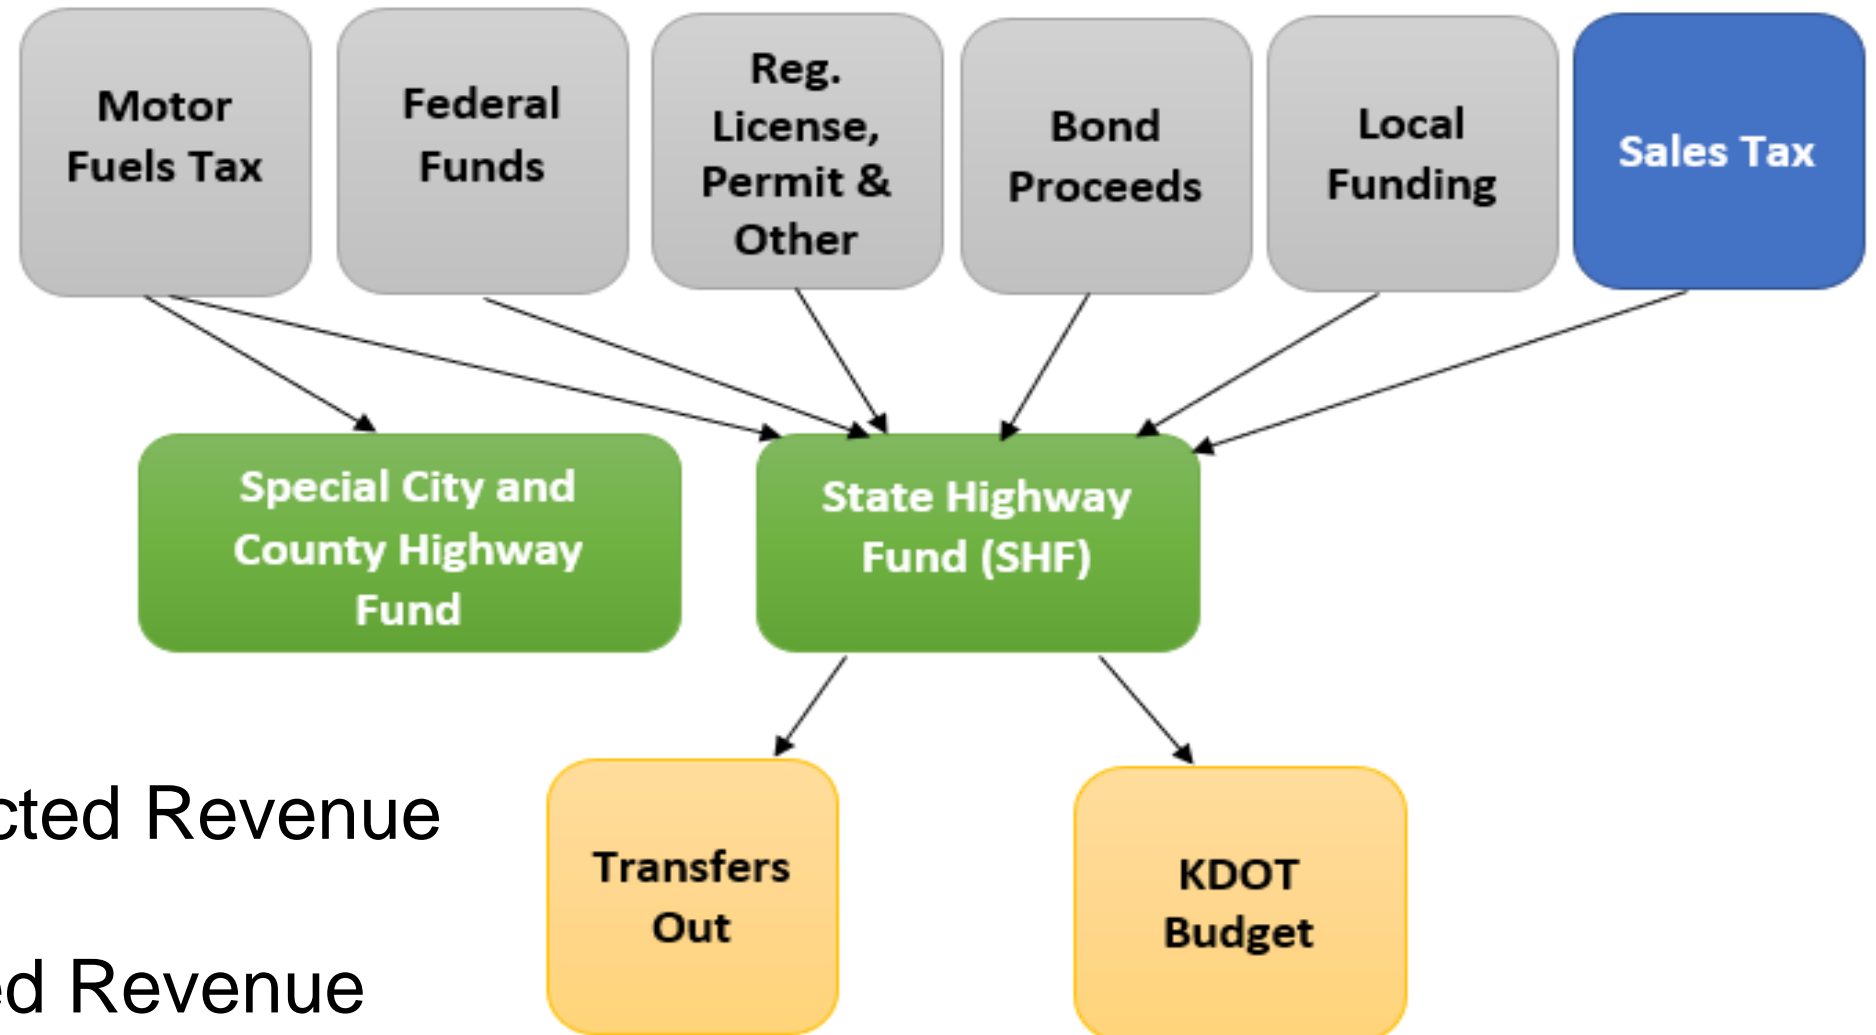 Motor
Fuels Tax
Federal
Funds
Reg.
License,
Permit &
Other
Bond
Proceeds
Local
Funding
Sales Tax
Special City and
County Highway
Fund
State Highway
Fund (SHF)
Transfers
Out
KDOT
Budget
cted Revenue
ed Revenue